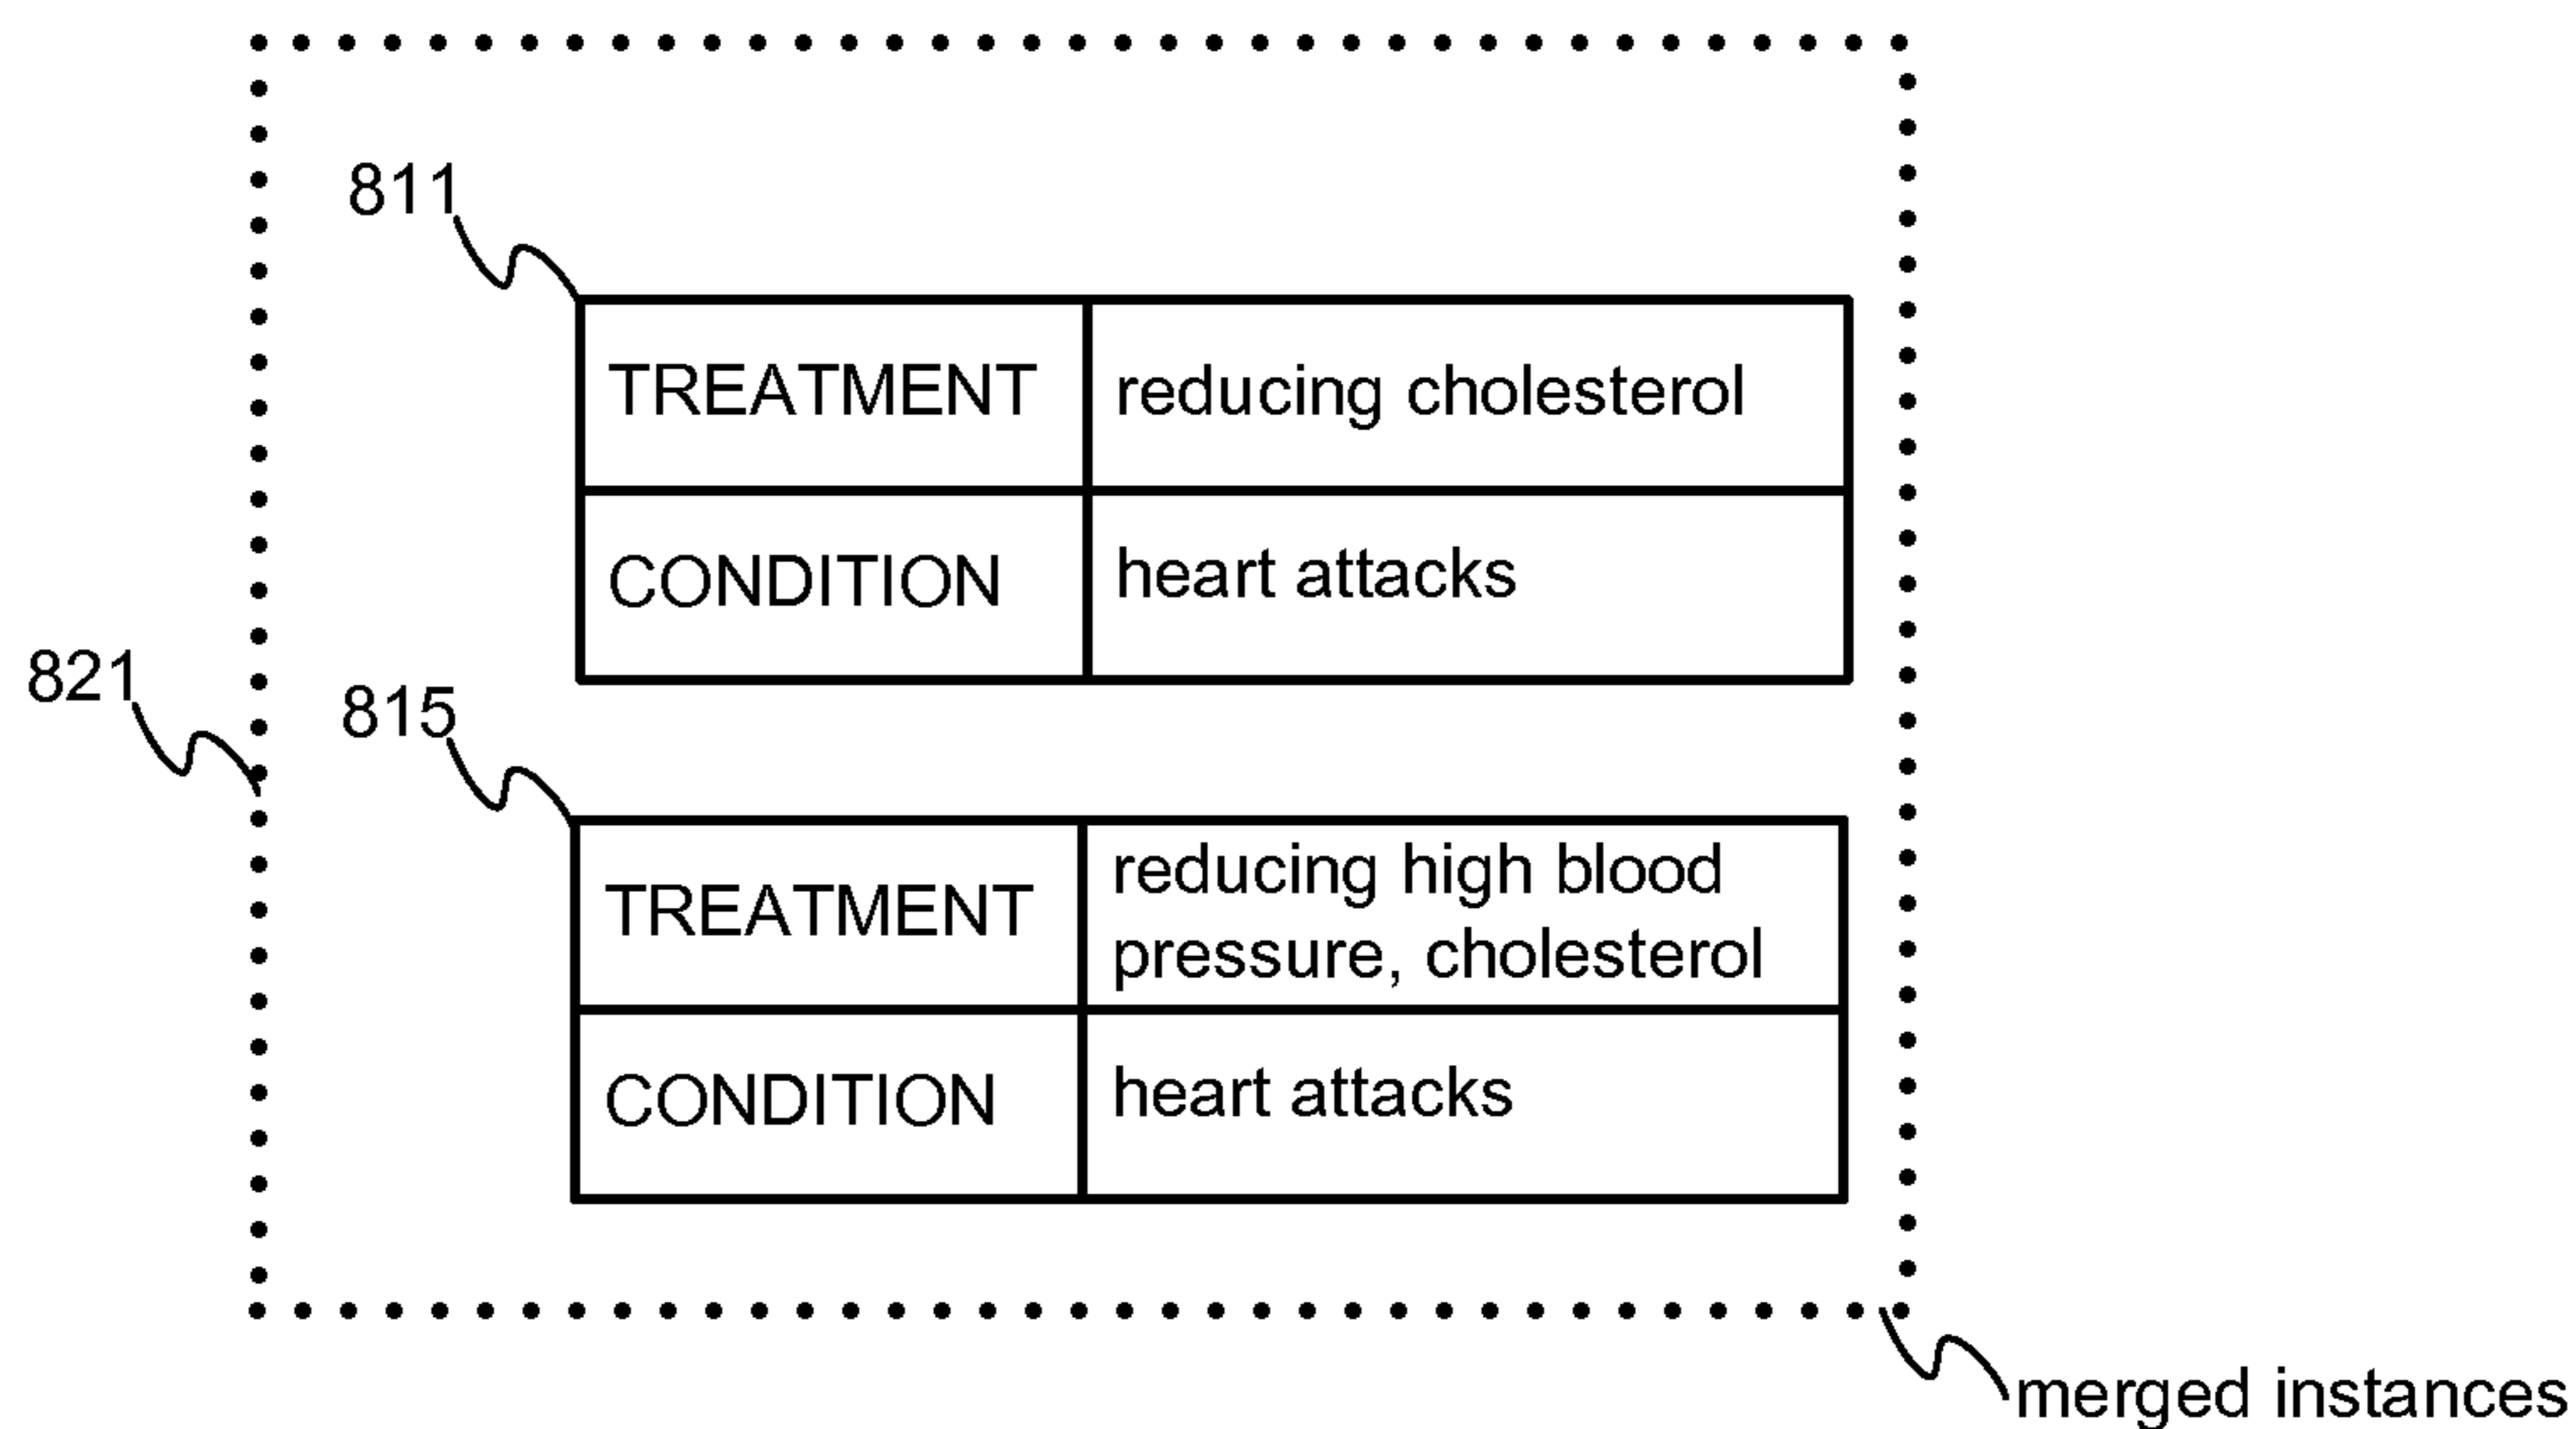 811
TREATMENT
reducing cholesterol
CONDITION
heart attacks
821
815
TREATMENT
reducing high blood
pressure, cholesterol
CONDITION
heart attacks
merged instances